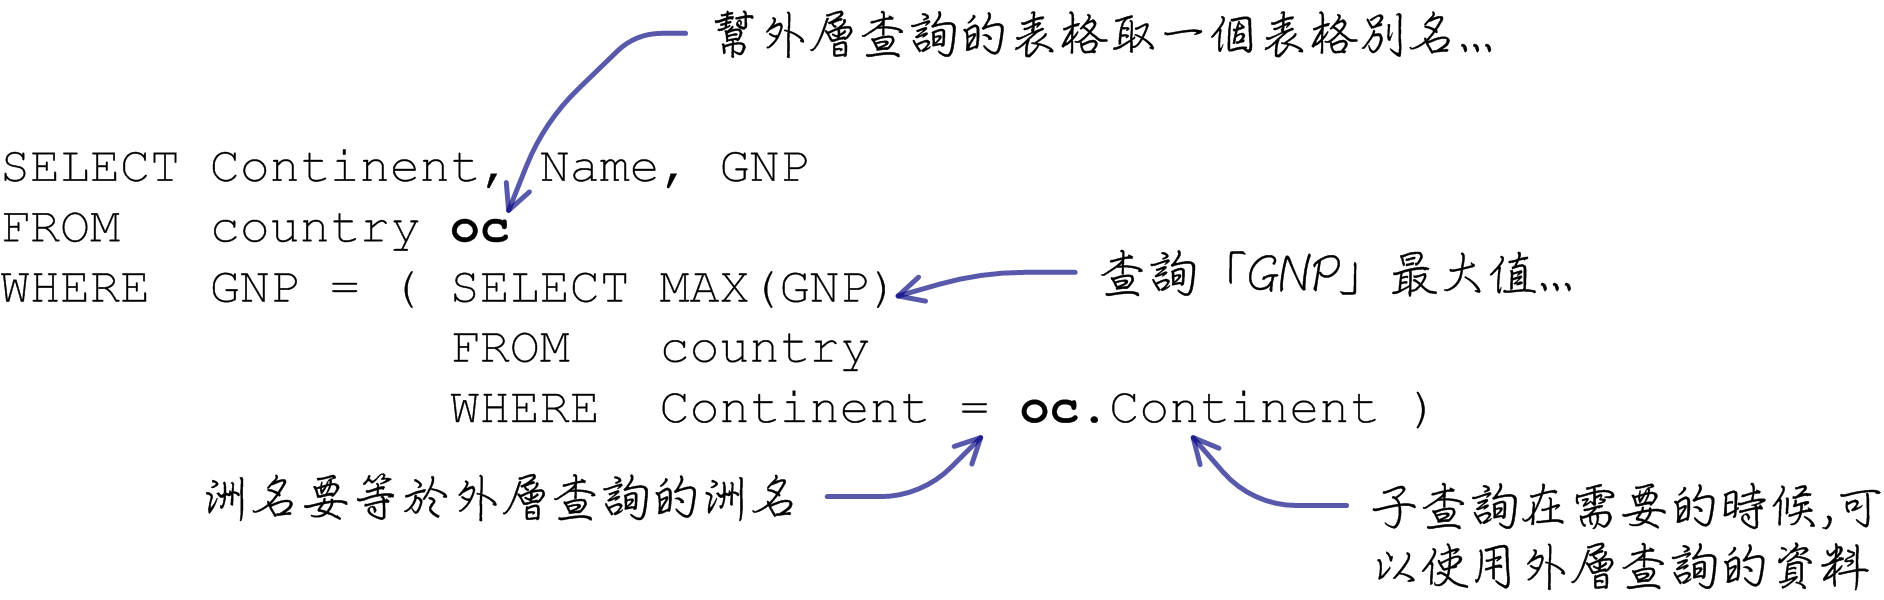 幫外層查詢的表格取一個表格別名...
SELECT Continent, Name, GNP
FROM country oc
WHERE GNP = ( SELECT MAX(GNP)
查詢「GNP」最大值...
FROM country
WHERE Continent = oc.Continent )
洲名要等於外層查詢的洲名
子查詢在需要的時候,可
以使用外層查詢的資料